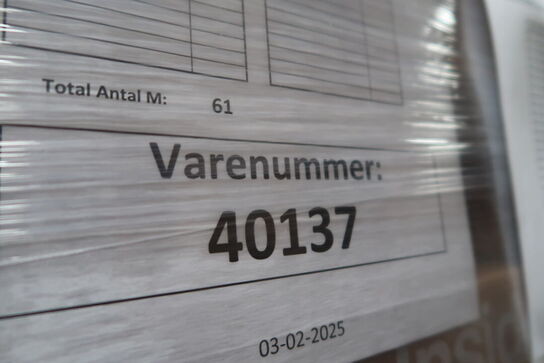 Total Antal M: 61
Varenummer:
40137
03-02-2025